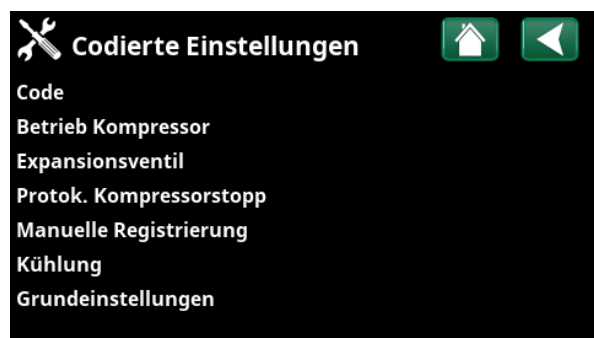 Codierte Einstellungen
Code
Betrieb Kompressor
Expansionsventil
Protok. Kompressorstopp
Manuelle Registrierung
Kühlung
Grundeinstellungen